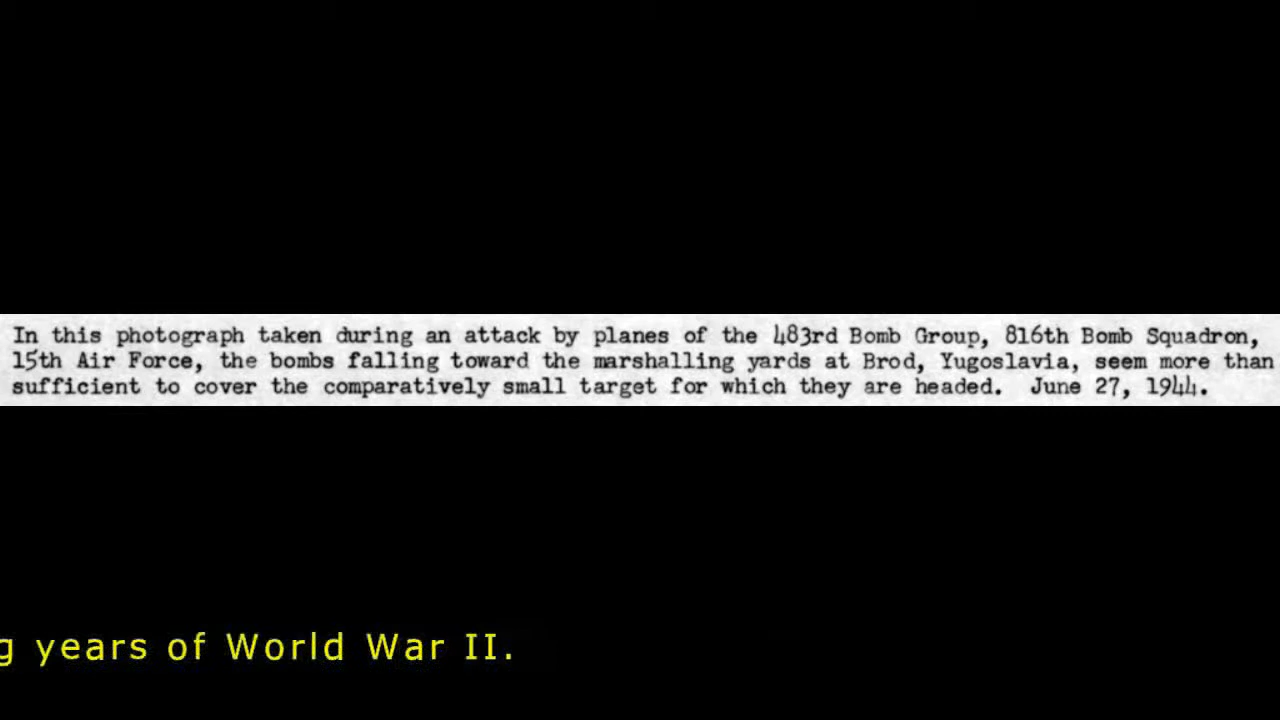 In this photograph taken during an attack by planes of the 483rd Bomb Group, 816th Bomb Squadron,
15th Air Force, the bombs falling toward the marshalling yards at Brod, Yugoslavia, seem more than
sufficient to cover the comparatively small target for which they are headed.  June 27, 1944.
g years of World War II.